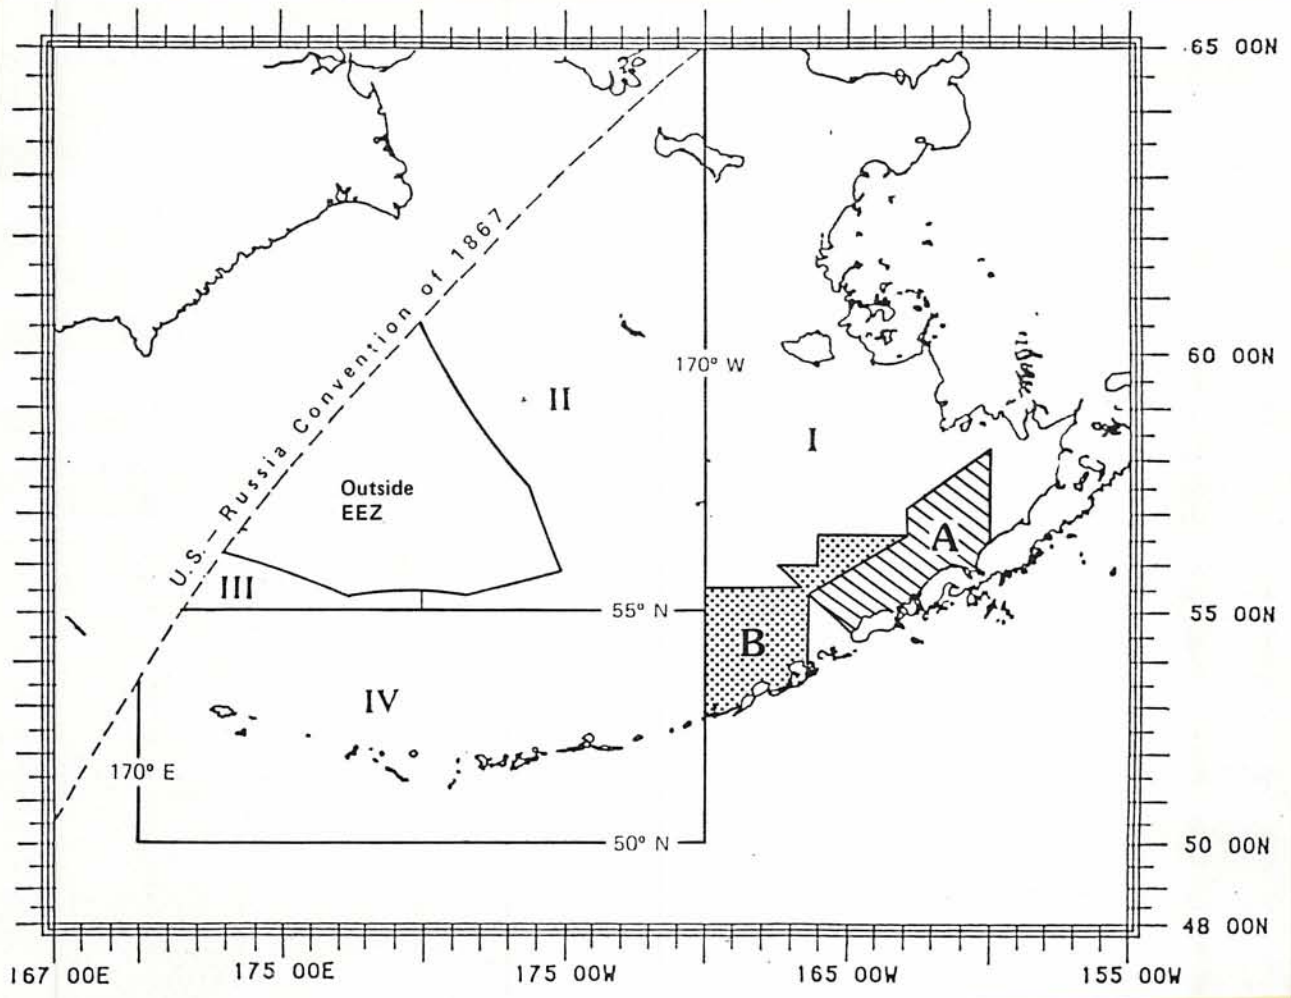 65 00N
U.S. - Russia Convention of 1867
60 00N
170° W
II
I
Outside
EEZ
A
III
55° N
55 00N
B
IV
170° E
50° N
50 00N
48 00N
167 00E
175 00E
175 00W
165 00W
155 00W